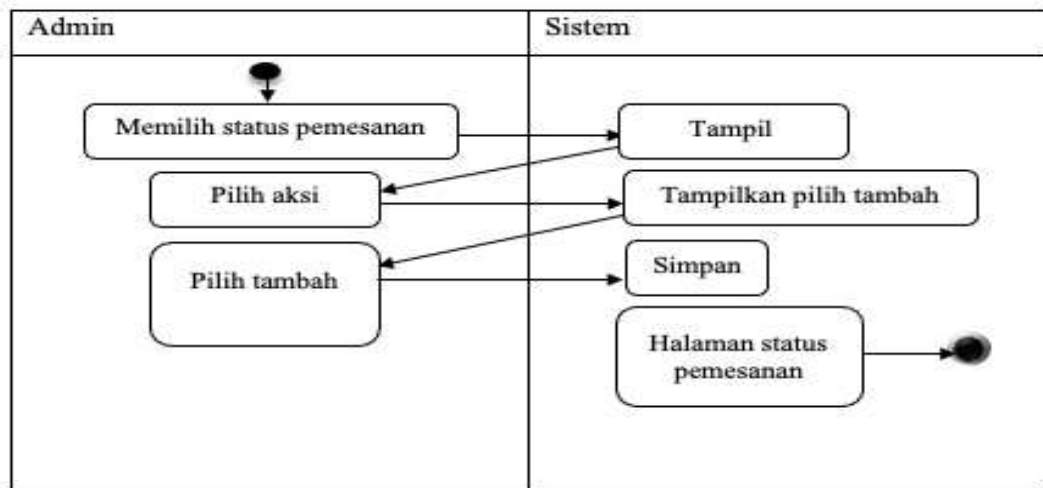 Admin
Sistem
Memilih status pemesanan
Tampil
Pilih aksi
Tampilkan pilih tambah
Pilih tambah
Simpan
Halaman status
pemesanan